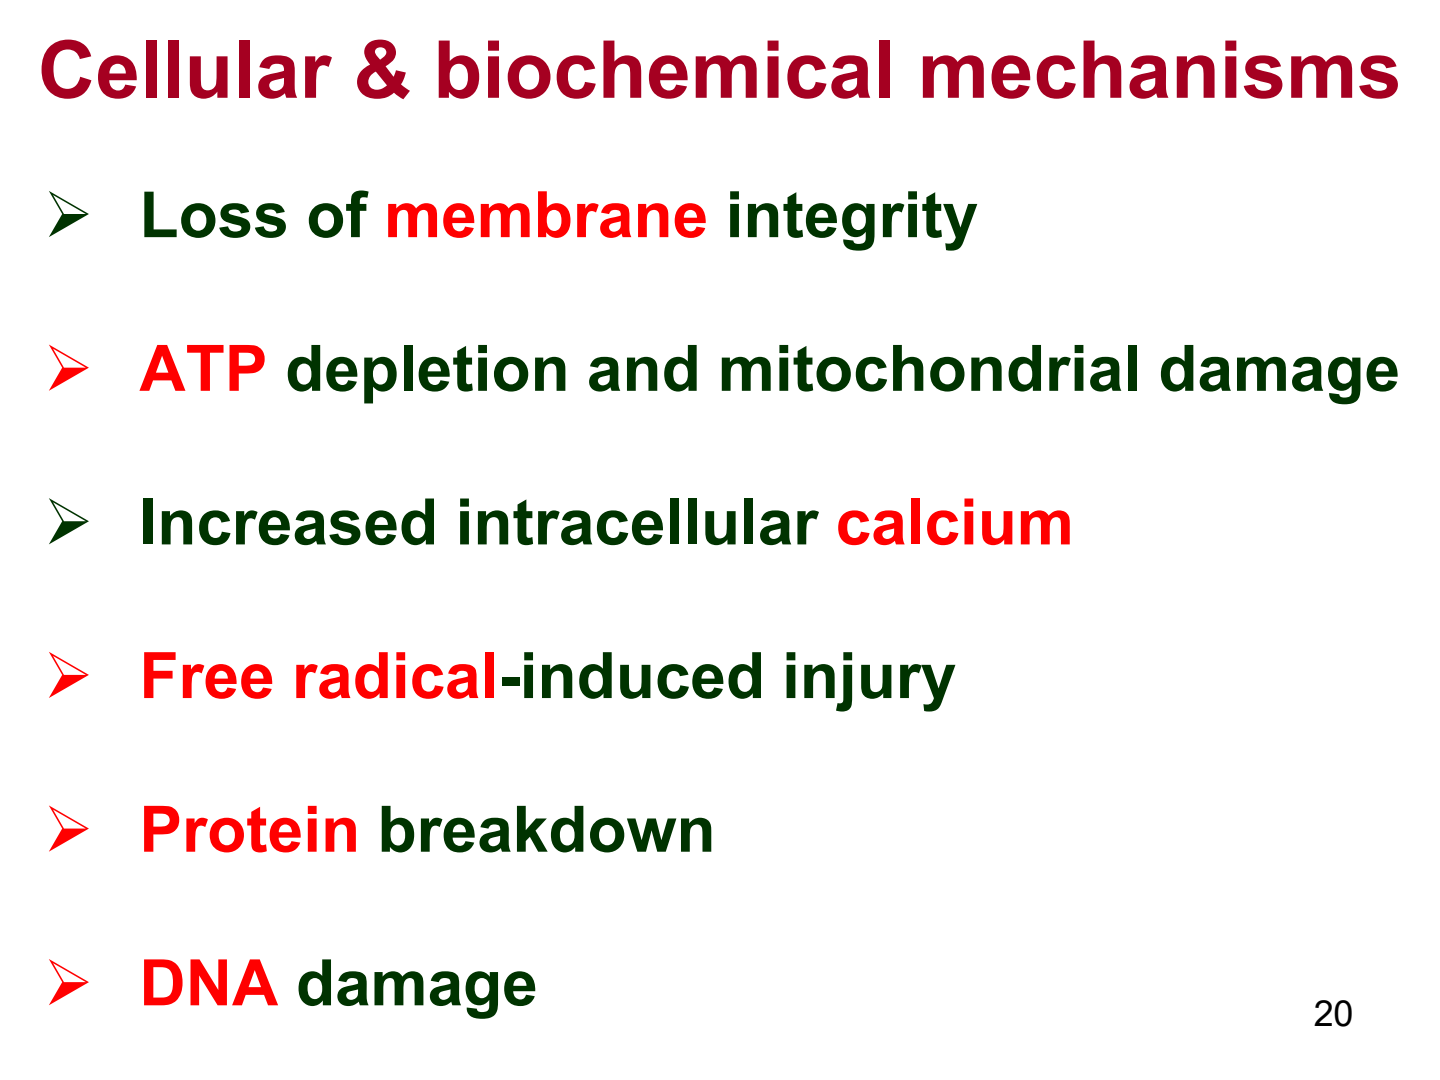 Cellular & biochemical mechanisms
➢ Loss of membrane integrity
➢ ATP depletion and mitochondrial damage
➢ Increased intracellular calcium
➢ Free radical-induced injury
➢ Protein breakdown
➢ DNA damage
20